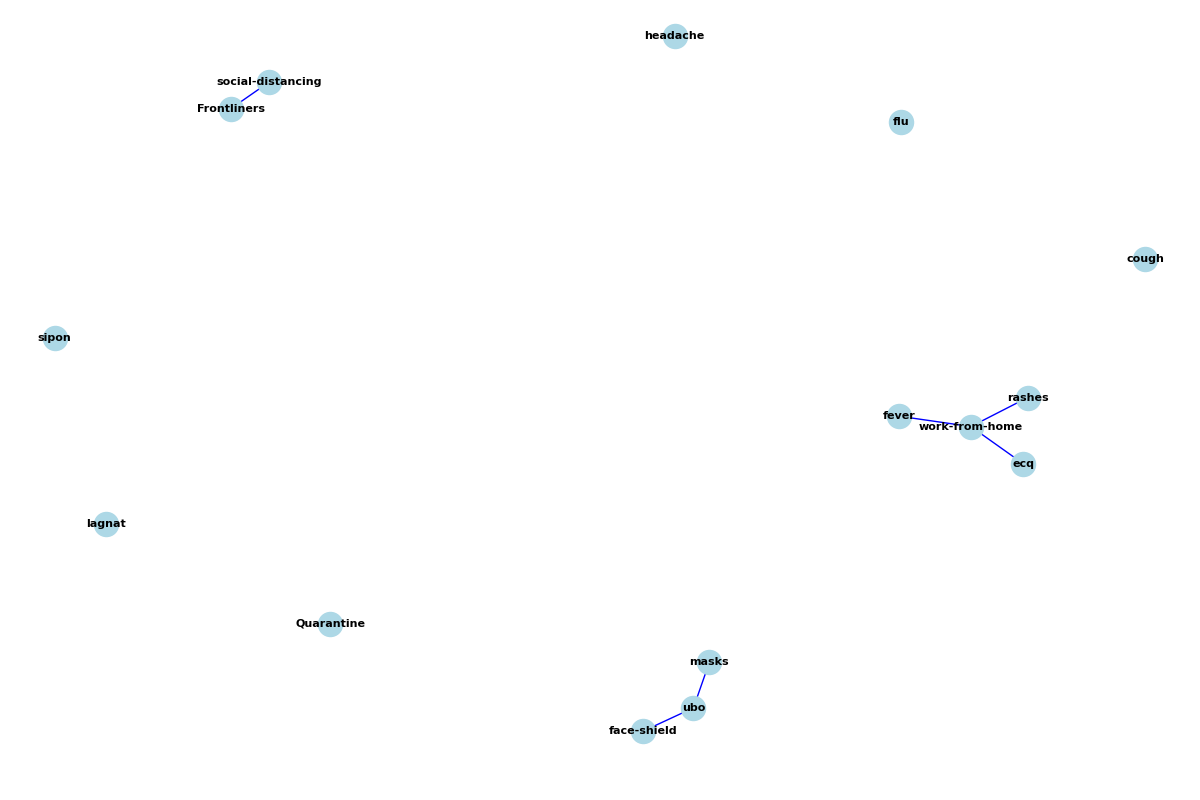 headache
social-distancing
Frontliners
flu
cough
sipon
rashes
fever
work-from-home
ecq
lagnat
Quarantine
masks
ubo
face-shield